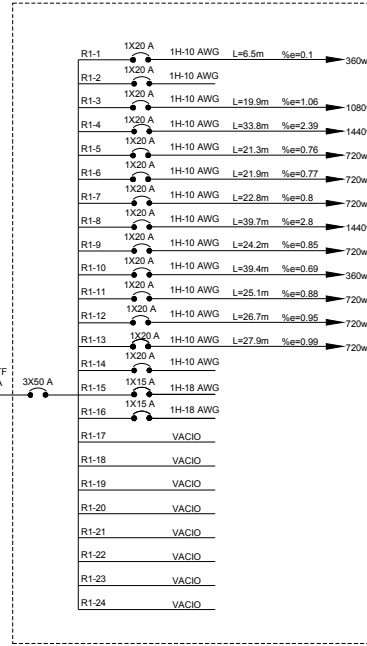 R1-1 1X20 A 1H-10 AWG L=6.5m %e=0.1 360w
R1-2 1X20 A 1H-10 AWG
R1-3 1X20 A 1H-10 AWG L=19.9m %e=1.06 1080
R1-4 1X20 A 1H-10 AWG L=33.8m %e=2.39 1440
R1-5 1X20 A 1H-10 AWG L=21.3m %e=0.76 720w
R1-6 1X20 A 1H-10 AWG L=21.9m %e=0.77 720w
R1-7 1X20 A 1H-10 AWG L=22.8m %e=0.8 720w
R1-8 1X20 A 1H-10 AWG L=39.7m %e=2.8 1440
R1-9 1X20 A 1H-10 AWG L=24.2m %e=0.85 720w
R1-10 1X20 A 1H-10 AWG L=39.4m %e=0.69 360w
R1-11 1X20 A 1H-10 AWG L=25.1m %e=0.88 720w
R1-12 1X20 A 1H-10 AWG L=26.7m %e=0.95 720w
R1-13 1X20 A 1H-10 AWG L=27.9m %e=0.99 720w
R1-14 1X20 A 1H-10 AWG
3X50 A R1-15 1X15 A 1H-18 AWG
R1-16 1X15 A 1H-18 AWG
R1-17 VACIO
R1-18 VACIO
R1-19 VACIO
R1-20 VACIO
R1-21 VACIO
R1-22 VACIO
R1-23 VACIO
R1-24 VACIO